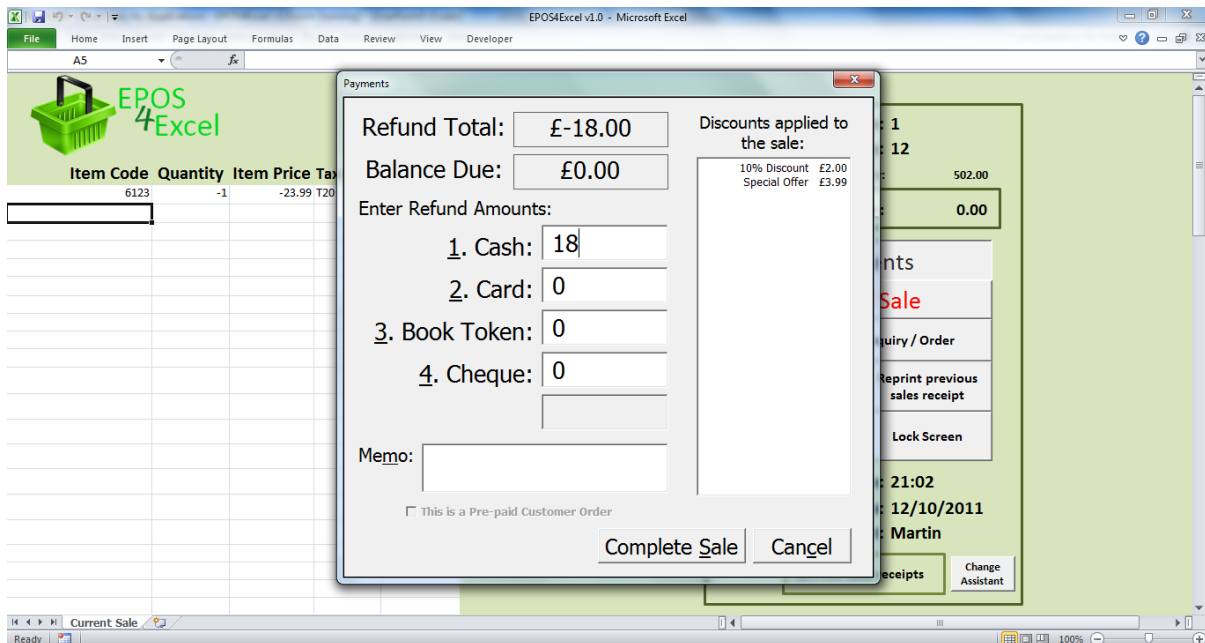 EPOS4Excel v1.0 - Microsoft Excel
File Home Insert Page Layout Formulas Data Review View Developer
A5 fx
EPOS
4Excel
Item Code Quantity Item Price Tax
6123 -1 -23.99 T20
Payments
Refund Total: £-18.00
Balance Due: £0.00
Enter Refund Amounts:
1. Cash: 18
2. Card: 0
3. Book Token: 0
4. Cheque: 0
Memo:
This is a Pre-paid Customer Order
Complete Sale Cancel
Discounts applied to
the sale:
10% Discount £2.00
Special Offer £3.99
: 1
: 12
: 502.00
: 0.00
nts
Sale
quiry / Order
Reprint previous
sales receipt
Lock Screen
: 21:02
: 12/10/2011
: Martin
eceipts
Change
Assistant
Current Sale
Ready 100%